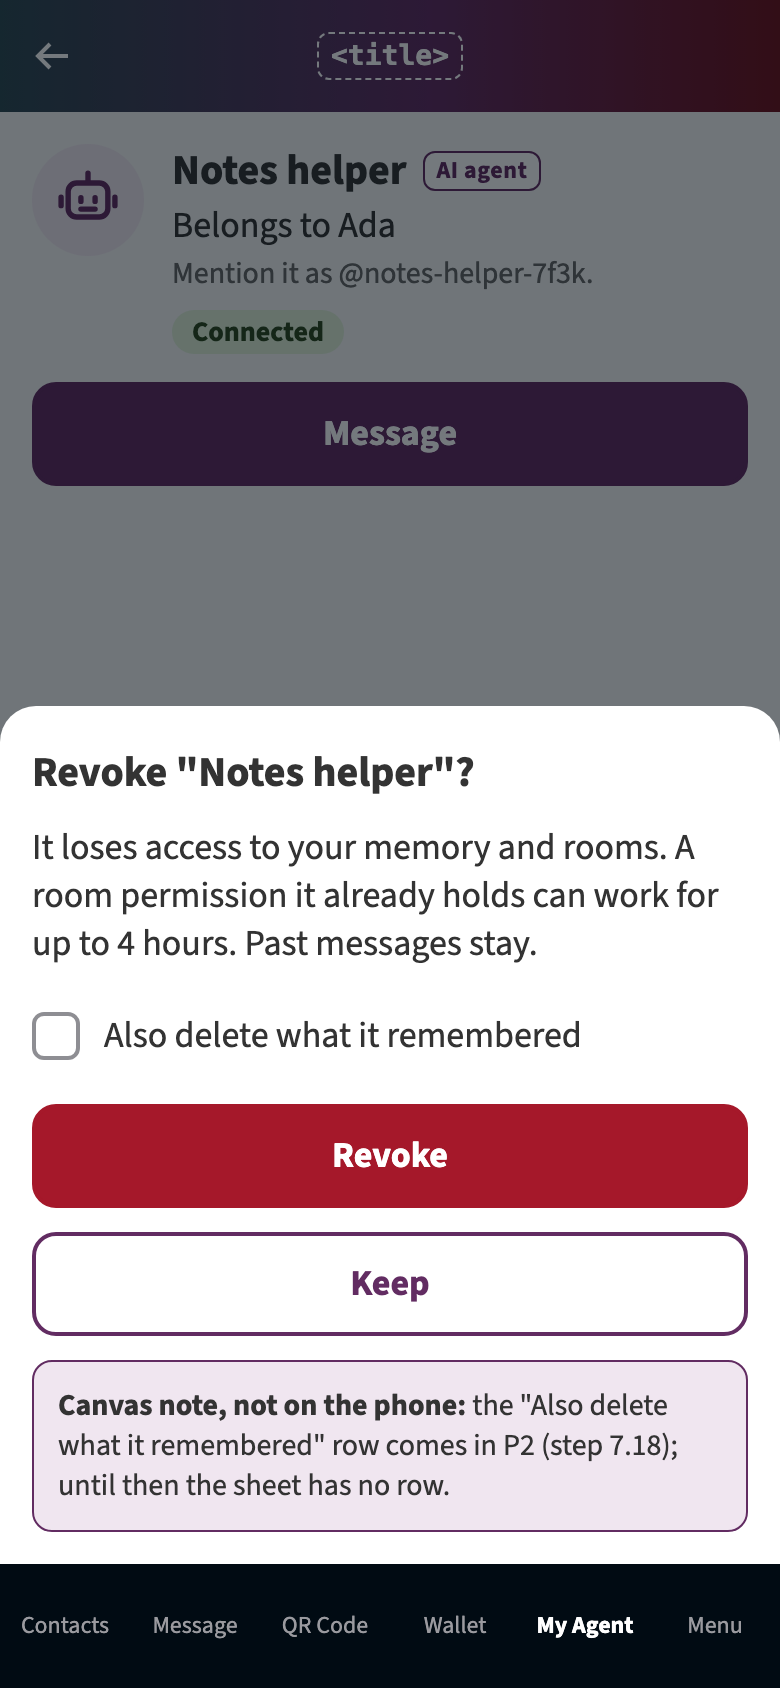 <title>
Notes helper AI agent
Belongs to Ada
Mention it as @notes-helper-7f3k.
Connected
Message
Revoke "Notes helper"?
It loses access to your memory and rooms. A
room permission it already holds can work for
up to 4 hours. Past messages stay.
Also delete what it remembered
Revoke
Keep
Canvas note, not on the phone: the "Also delete
what it remembered" row comes in P2 (step 7.18);
until then the sheet has no row.
Contacts Message QR Code Wallet My Agent Menu